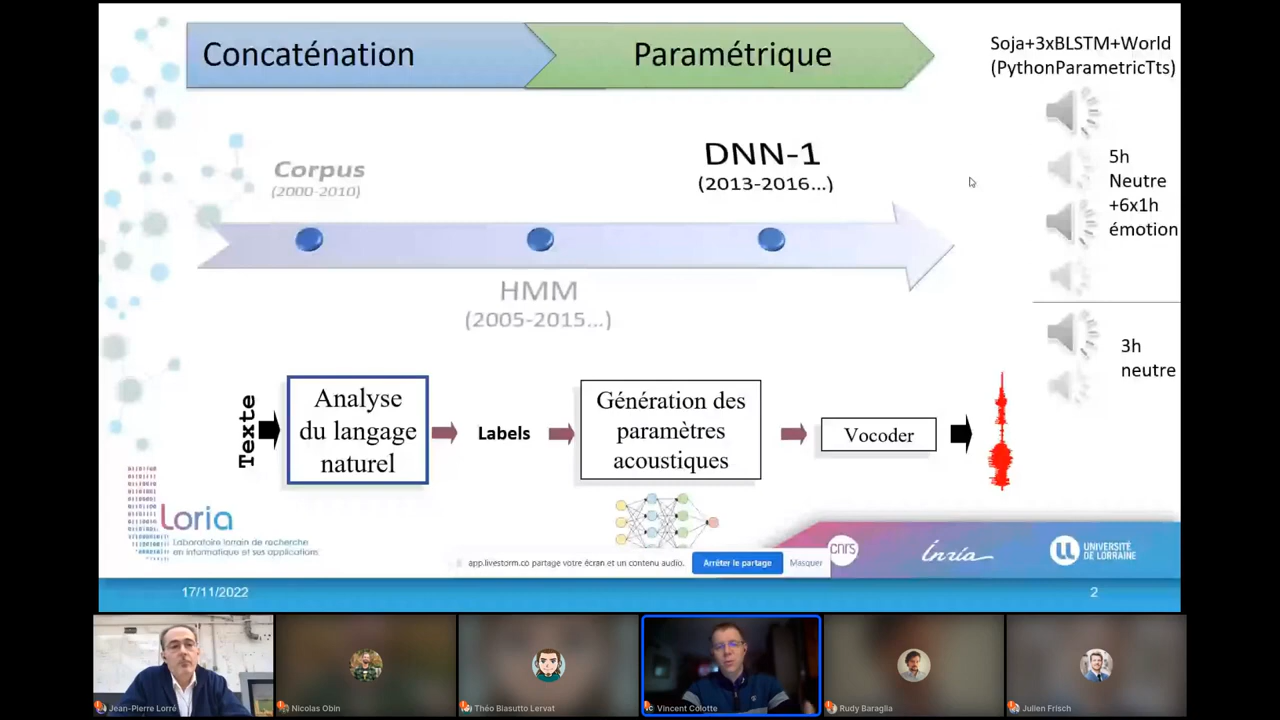 Concaténation
Paramétrique
Soja+3xBLSTM+World
(PythonParametricTts)
DNN-1
(2013-2016...)
Corpus
(2000-2010)
5h
Neutre
+6x1h
émotion
HMM
(2005-2015...)
3h
neutre
Texte
Analyse
du langage
naturel
Labels
Génération des
paramètres
acoustiques
Vocoder
Loria
Laboratoire lorrain de recherche
en informatique et ses applications
app.livestorm.co partage votre écran et un contenu audio.
Arrêter le partage
Masquer
cnrs
Inria
UNIVERSITÉ
DE LORRAINE
17/11/2022
2
Jean-Pierre Lorré
Nicolas Obin
Théo Biasutto Lervat
VC
Vincent Colotte
Rudy Baraglia
Julien Frisch